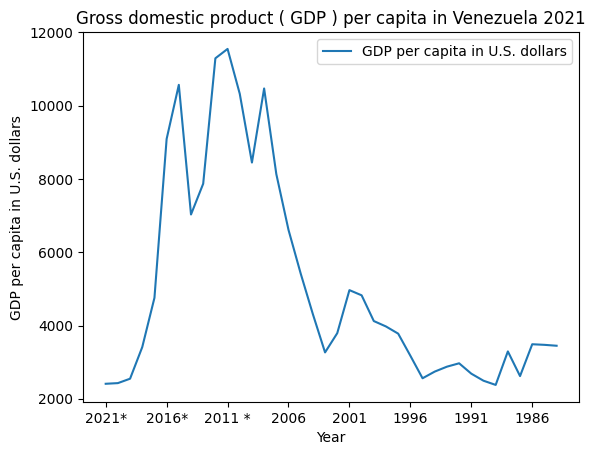 Gross domestic product ( GDP ) per capita in Venezuela 2021
GDP per capita in U.S. dollars
12000
10000
8000
6000
4000
2000
GDP per capita in U.S. dollars
2021* 2016* 2011 * 2006 2001 1996 1991 1986
Year